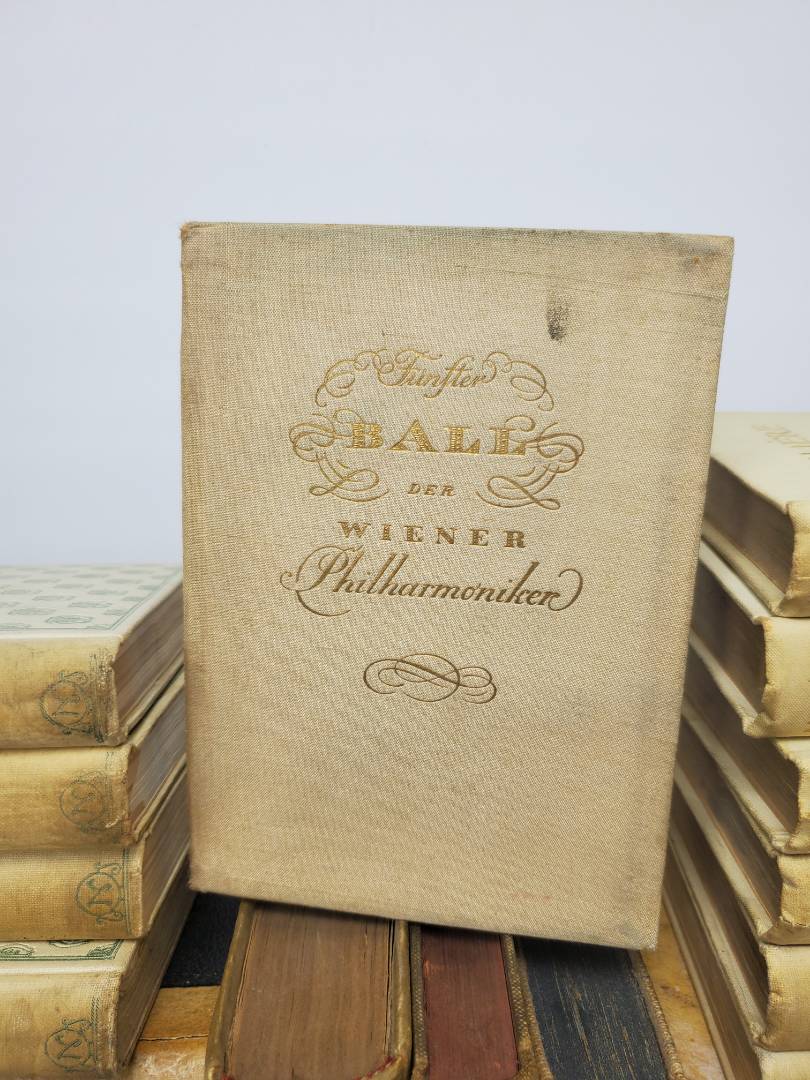 Fünfter
BALL
DER
WIENER
Philharmoniker